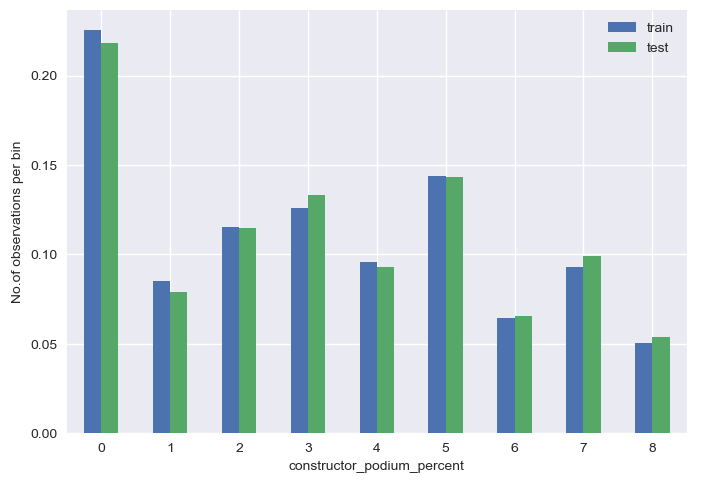 train
test
0.20
0.15
0.10
0.05
0.00
No.of observations per bin
0 1 2 3 4 5 6 7 8
constructor_podium_percent